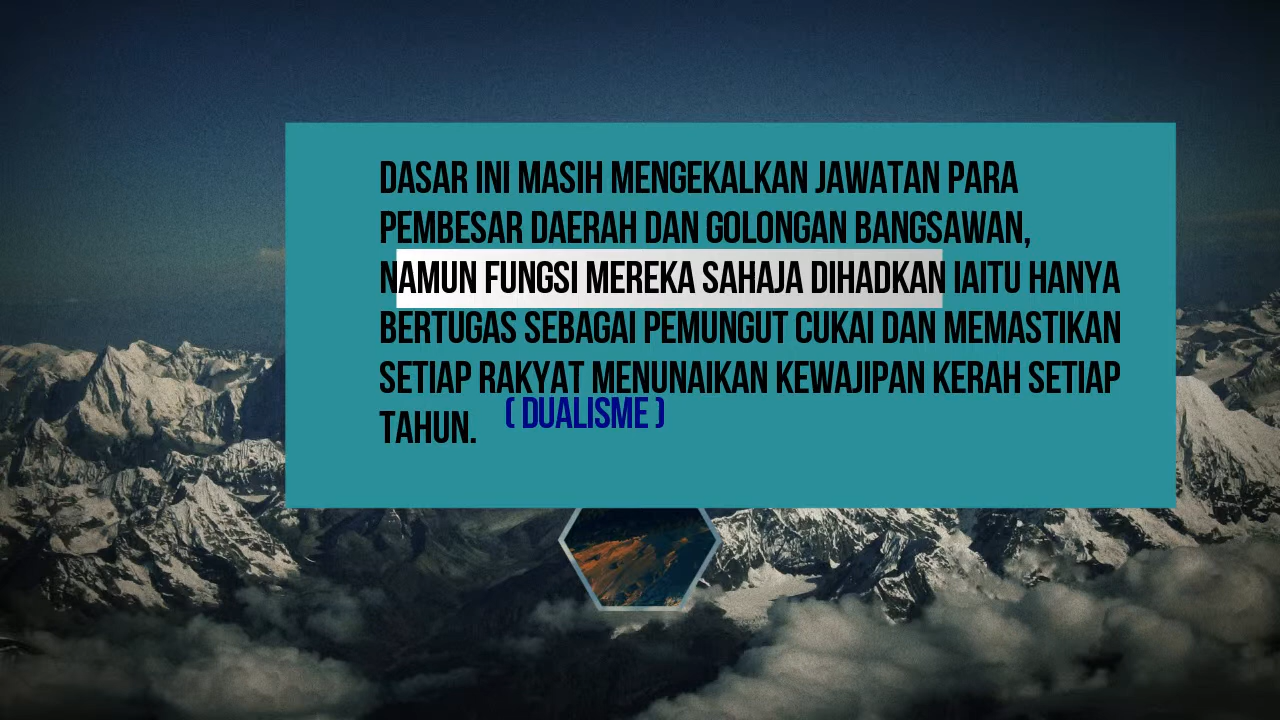 DASAR INI MASIH MENGEKALKAN JAWATAN PARA
PEMBESAR DAERAH DAN GOLONGAN BANGSAWAN,
NAMUN FUNGSI MEREKA SAHAJA DIHADKAN IAITU HANYA
BERTUGAS SEBAGAI PEMUNGUT CUKAI DAN MEMASTIKAN
SETIAP RAKYAT MENUNAIKAN KEWAJIPAN KERAH SETIAP
TAHUN.
( DUALISME )